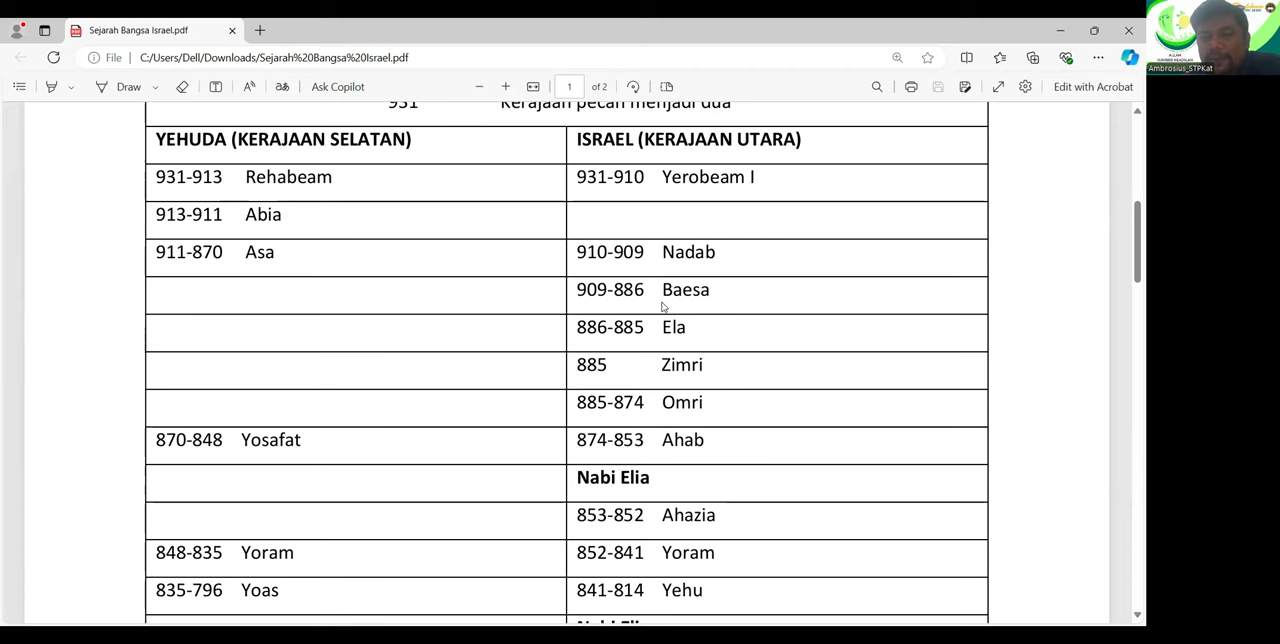 Sejarah Bangsa Israel.pdf
File C:/Users/Dell/Downloads/Sejarah%20Bangsa%20Israel.pdf
Draw Ask Copilot 1 of 2 Edit with Acrobat
931 Kerajaan pecah menjadi dua
YEHUDA (KERAJAAN SELATAN) ISRAEL (KERAJAAN UTARA)
931-913 Rehabeam 931-910 Yerobeam I
913-911 Abia
911-870 Asa 910-909 Nadab
909-886 Baesa
886-885 Ela
885 Zimri
885-874 Omri
870-848 Yosafat 874-853 Ahab
Nabi Elia
853-852 Ahazia
848-835 Yoram 852-841 Yoram
835-796 Yoas 841-814 Yehu
Ambrosius_STPKat